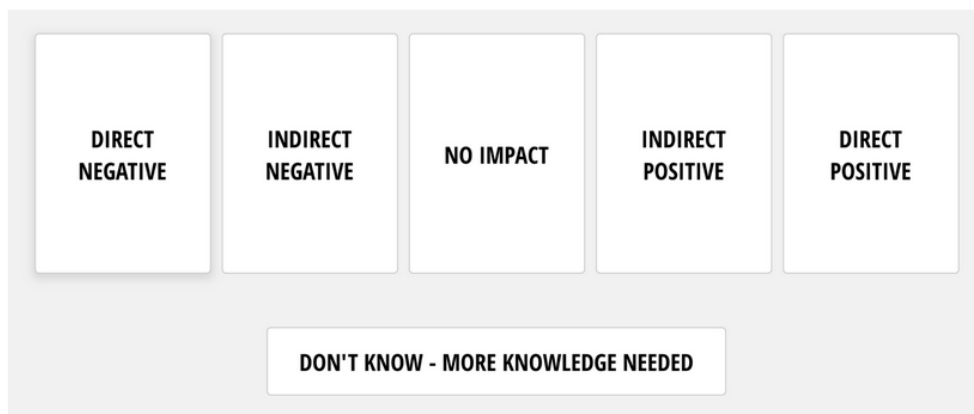 DIRECT
NEGATIVE
INDIRECT
NEGATIVE
NO IMPACT
INDIRECT
POSITIVE
DIRECT
POSITIVE
DON'T KNOW - MORE KNOWLEDGE NEEDED